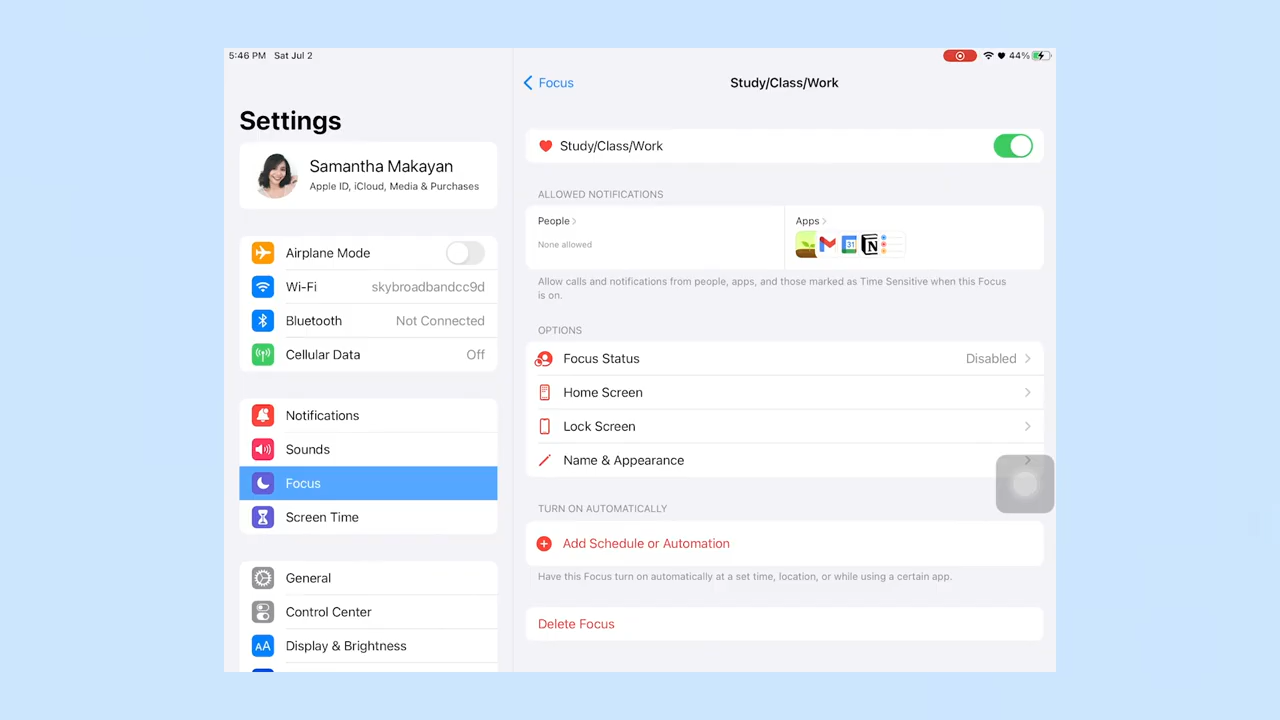 5:46 PM Sat Jul 2
44%
Settings
Samantha Makayan
Apple ID, iCloud, Media & Purchases
Airplane Mode
Wi-Fi skybroadbandcc9d
Bluetooth Not Connected
Cellular Data Off
Notifications
Sounds
Focus
Screen Time
General
Control Center
AA Display & Brightness
Focus
Study/Class/Work
Study/Class/Work
ALLOWED NOTIFICATIONS
People
None allowed
Apps
31
Allow calls and notifications from people, apps, and those marked as Time Sensitive when this Focus
is on.
OPTIONS
Focus Status Disabled
Home Screen
Lock Screen
Name & Appearance
TURN ON AUTOMATICALLY
Add Schedule or Automation
Have this Focus turn on automatically at a set time, location, or while using a certain app.
Delete Focus